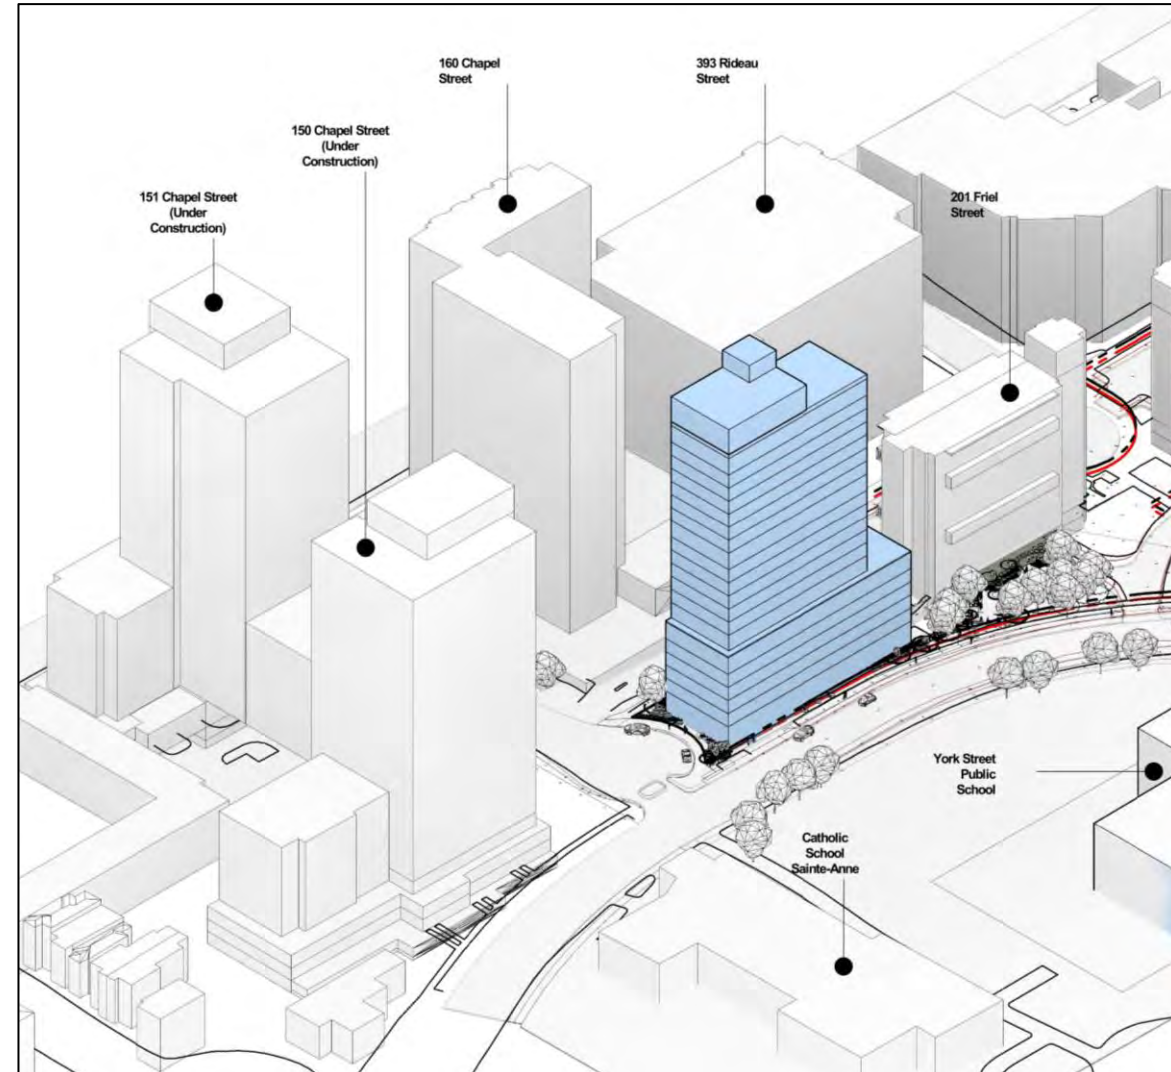 160 Chapel
Street
393 Rideau
Street
150 Chapel Street
(Under
Construction)
151 Chapel Street
(Under
Construction)
201 Friel
Street
York Street
Public
School
Catholic
School
Sainte-Anne